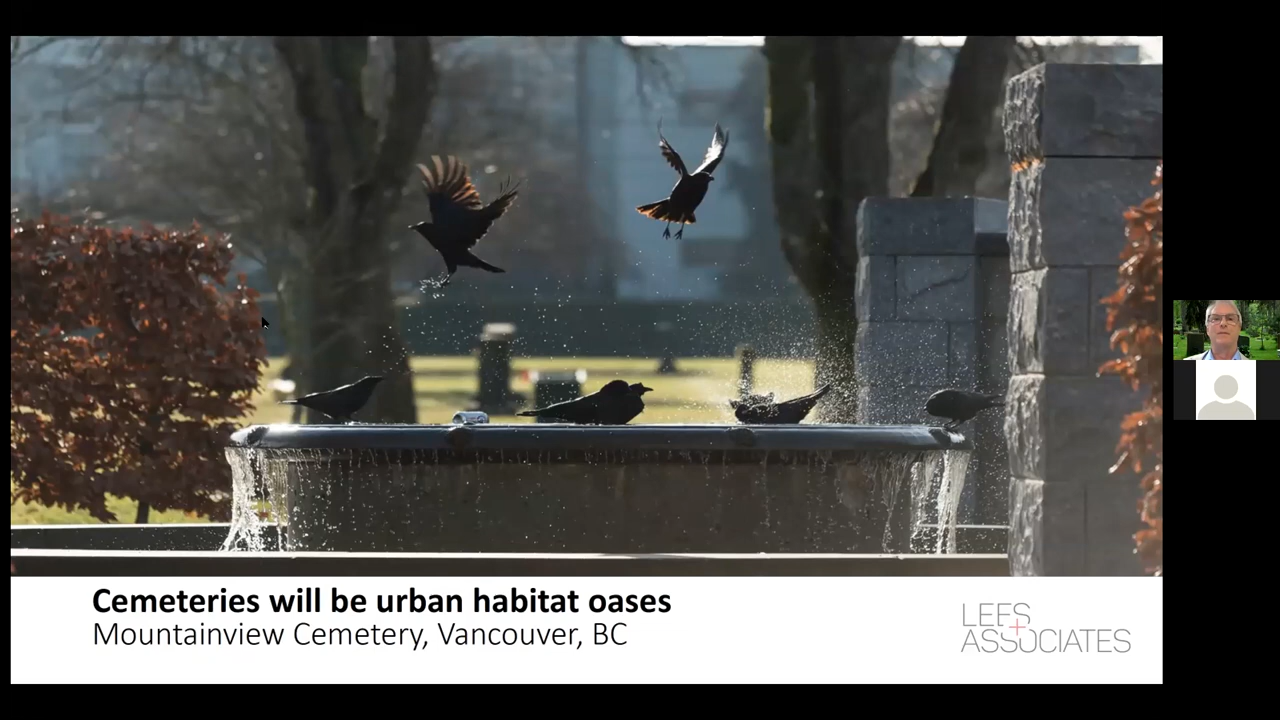 Cemeteries will be urban habitat oases
Mountainview Cemetery, Vancouver, BC
LEES
+
ASSOCIATES